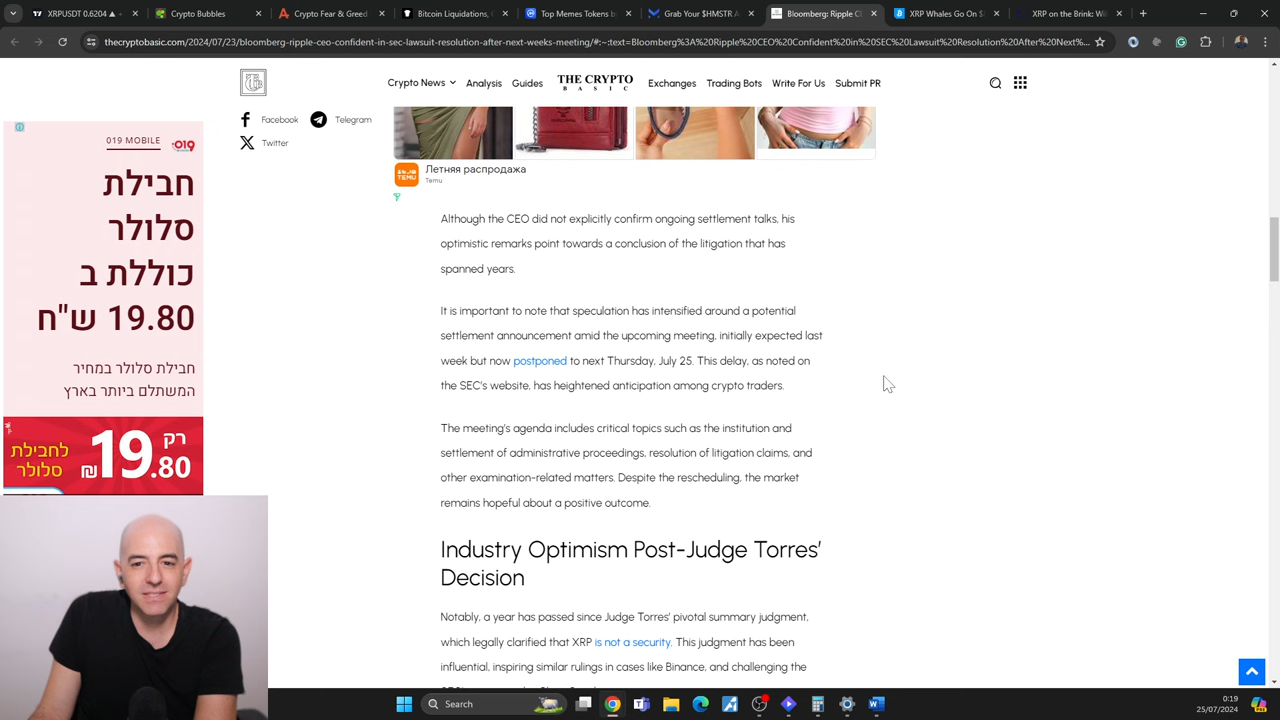 XRPUSDT 0.6204 ▲
Crypto Bubbles
Crypto Fear & Greed
Bitcoin Liquidations,
Top Memes Tokens b
Grab Your $HMSTR A
Bloomberg: Ripple C
XRP Whales Go On $
XRP on the Brink: Wi
thecryptobasic.com/2024/07/23/bloomberg-ripple-ceo-confident-in-sec-lawsuit-resolution-after-next-weeks-meeting/#:~:text=Bloomberg%3A%20Ripple%20CEO%20Confident%20in%20SEC%20Lawsuit%20Resolution%20After%20Next%...
Crypto News
Analysis
Guides
THE CRYPTO
BASIC
Exchanges
Trading Bots
Write For Us
Submit PR
Facebook
Telegram
Twitter
019 MOBILE
019
חבילת
סלולר
כוללת ב
19.80 ש"ח
חבילת סלולר במחיר
המשתלם ביותר בארץ
רק
19.80 ₪
לחבילת
סלולר
TEMU
Летняя распродажа
Temu
Although the CEO did not explicitly confirm ongoing settlement talks, his
optimistic remarks point towards a conclusion of the litigation that has
spanned years.
It is important to note that speculation has intensified around a potential
settlement announcement amid the upcoming meeting, initially expected last
week but now postponed to next Thursday, July 25. This delay, as noted on
the SEC's website, has heightened anticipation among crypto traders.
The meeting's agenda includes critical topics such as the institution and
settlement of administrative proceedings, resolution of litigation claims, and
other examination-related matters. Despite the rescheduling, the market
remains hopeful about a positive outcome.
Industry Optimism Post-Judge Torres'
Decision
Notably, a year has passed since Judge Torres' pivotal summary judgment,
which legally clarified that XRP is not a security. This judgment has been
influential, inspiring similar rulings in cases like Binance, and challenging the
Search
0:19
25/07/2024